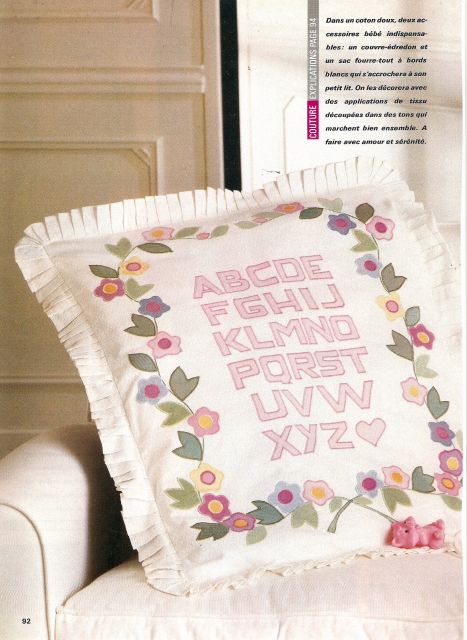 Dans un coton doux, deux ac-
cessoires bébé indispensa-
bles : un couvre-édredon et
un sac fourre-tout à bords
blancs qui s'accrochera à son
petit lit. On les décorera avec
des applications de tissu
découpées dans des tons qui
marchent bien ensemble. A
faire avec amour et sérénité.
COUTURE EXPLICATIONS PAGE 94
ABCDE
FGHIJ
KLMNO
PQRST
UVW
XYZ
92